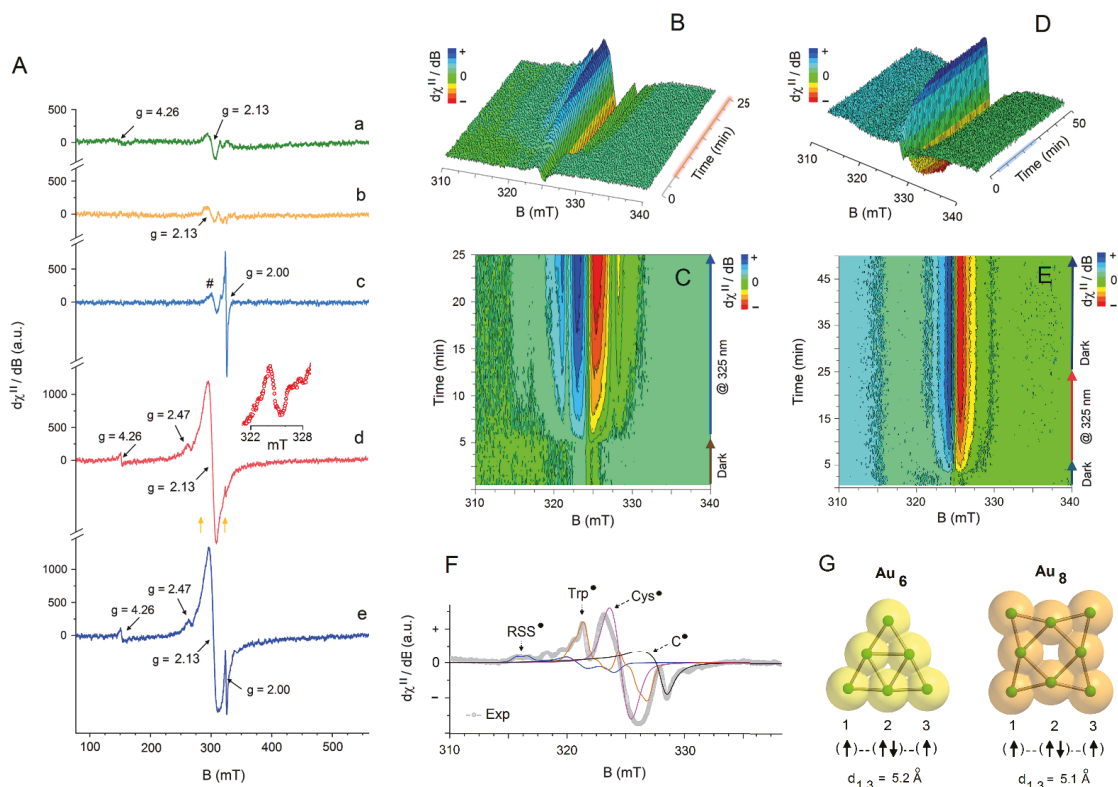 A
500
0
g = 4.26
g = 2.13
a
500
0
g = 2.13
b
500
0
#
g = 2.00
c
dχ^II / dB (a.u.)
1000
500
0
g = 4.26
g = 2.47
g = 2.13
322 328
mT
d
1000
500
0
g = 4.26
g = 2.47
g = 2.13
g = 2.00
e
100 200 300 400 500
B (mT)
B
dχ^II / dB
+
0
−
310 320 330 340
B (mT)
0 25
Time (min)
D
dχ^II / dB
+
0
−
310 320 330 340
B (mT)
0 50
Time (min)
C
25
20
15
10
5
Time (min)
310 320 330 340
B (mT)
Dark
@ 325 nm
dχ^II / dB
+
0
−
E
45
35
25
15
5
Time (min)
310 320 330 340
B (mT)
Dark
@ 325 nm
Dark
dχ^II / dB
+
0
−
F
dχ^II / dB (a.u.)
+
0
−
RSS•
Trp•
Cys•
C•
Exp
310 320 330
B (mT)
G
Au6
Au8
1 2 3
1 2 3
(↑)--(↑↓)--(↑)
(↑)--(↑↓)--(↑)
d1,3 = 5.2 Å
d1,3 = 5.1 Å